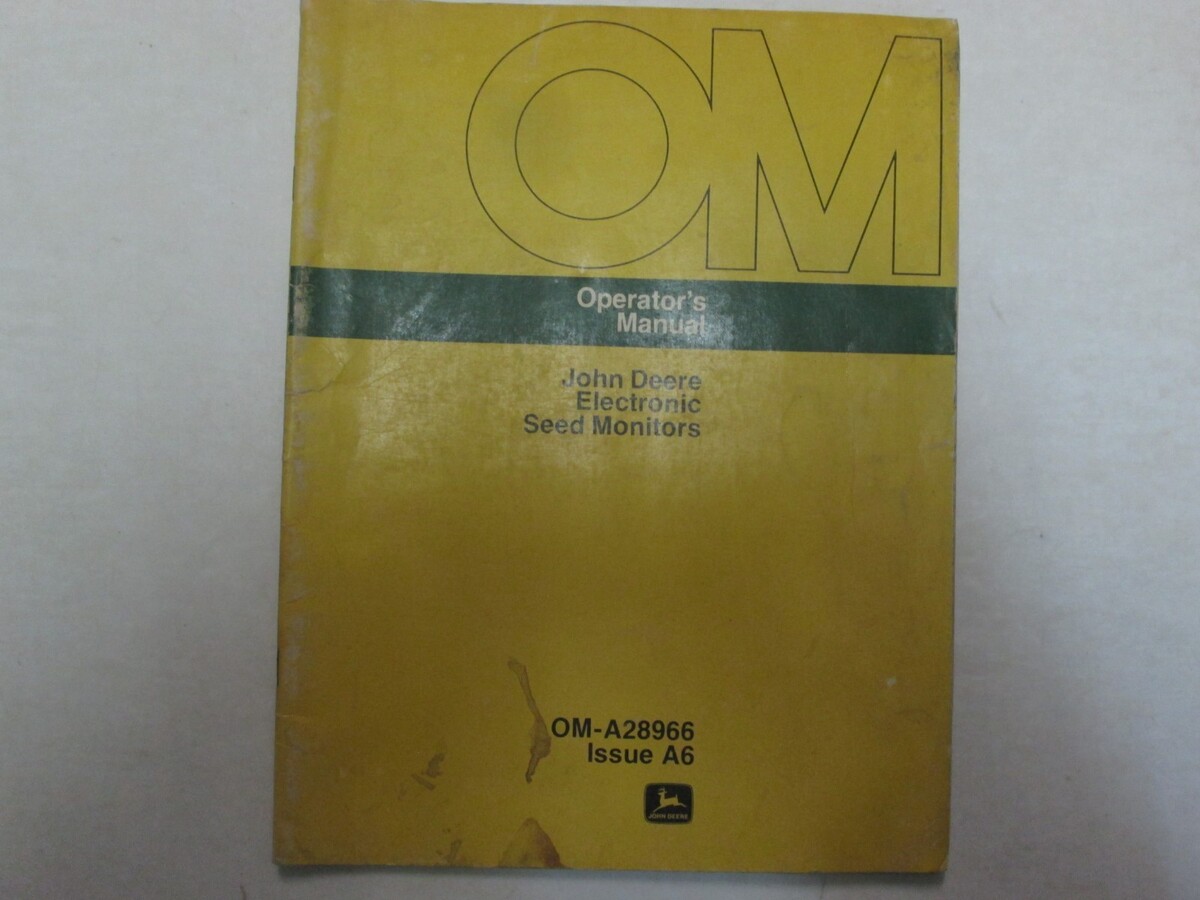 OM
Operator's
Manual
John Deere
Electronic
Seed Monitors
OM-A28966
Issue A6
JOHN DEERE